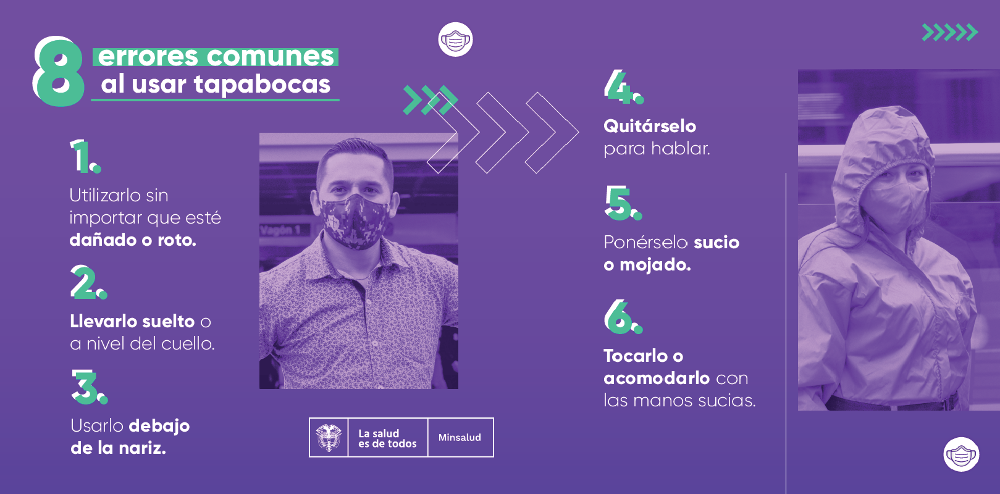 8
errores comunes
al usar tapabocas
1.
Utilizarlo sin
importar que esté
dañado o roto.
2.
Llevarlo suelto o
a nivel del cuello.
3.
Usarlo debajo
de la nariz.
Vagón 1
La salud
es de todos
Minsalud
4.
Quitárselo
para hablar.
5.
Ponérselo sucio
o mojado.
6.
Tocarlo o
acomodarlo con
las manos sucias.